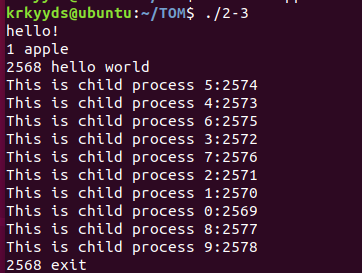 krkyyds@ubuntu:~/TOM$ ./2-3
hello!
1 apple
2568 hello world
This is child process 5:2574
This is child process 4:2573
This is child process 6:2575
This is child process 3:2572
This is child process 7:2576
This is child process 2:2571
This is child process 1:2570
This is child process 0:2569
This is child process 8:2577
This is child process 9:2578
2568 exit